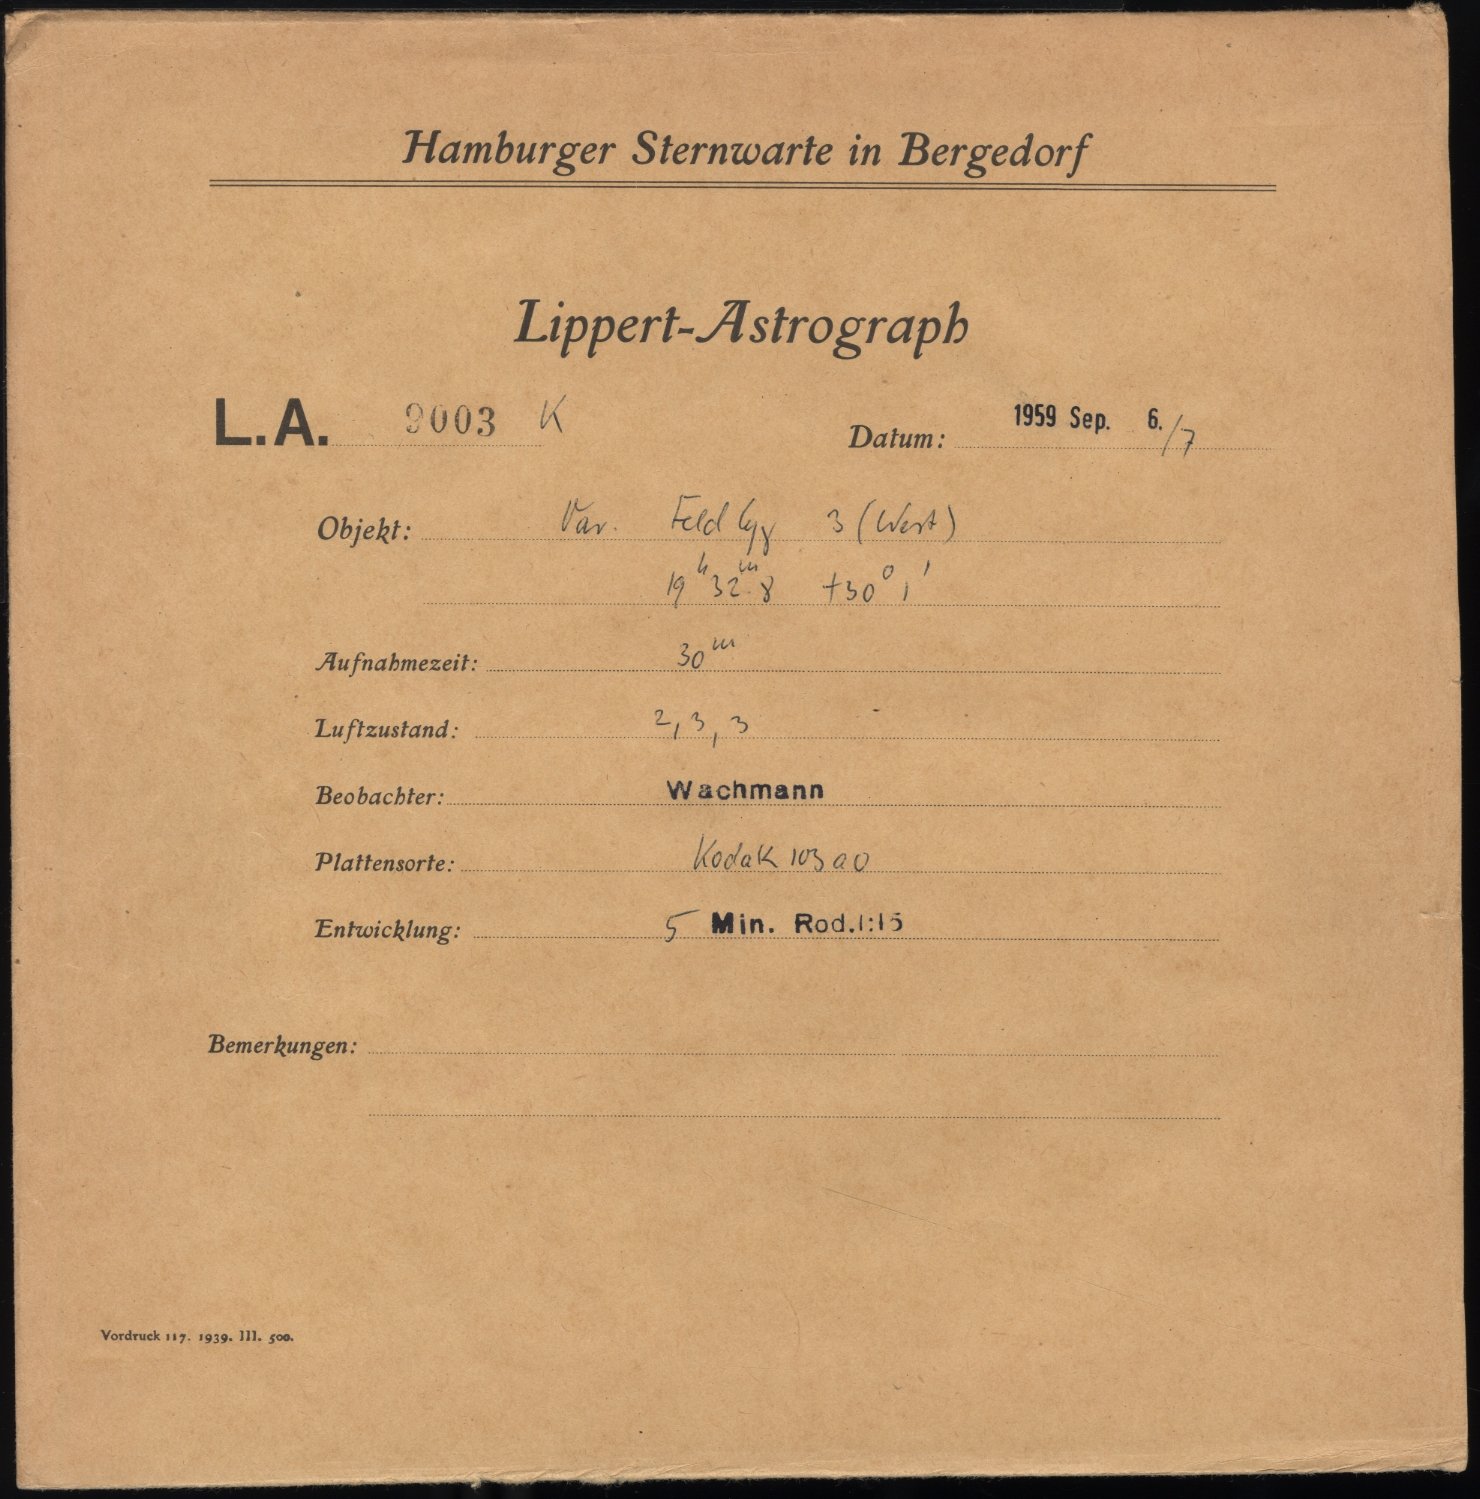 Hamburger Sternwarte in Bergedorf
Lippert-Astrograph
L.A. 9003 K Datum: 1959 Sep. 6./7
Objekt: Var. Feld Cyg 3 (West)
19h 32m.8 +30° 1'
Aufnahmezeit: 30m
Luftzustand: 2, 3, 3
Beobachter: Wachmann
Plattensorte: Kodak 103 a O
Entwicklung: 5 Min. Rod. 1:15
Bemerkungen:
Vordruck 117. 1939. III. 500.